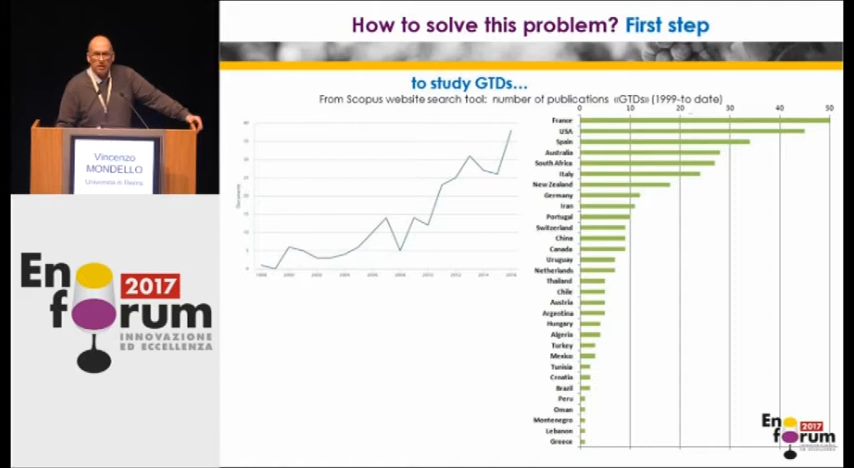 How to solve this problem? First step
to study GTDs...
From Scopus website search tool: number of publications «GTDs» (1999-to date)
Vincenzo
MONDELLO
Università di Reims
En
2017
forum
INNOVAZIONE
ED ECCELLENZA
Documents
0
10
20
30
40
50
France
USA
Spain
Australia
South Africa
Italy
New Zealand
Germany
Iran
Portugal
Switzerland
China
Canada
Uruguay
Netherlands
Thailand
Chile
Austria
Argentina
Hungary
Algeria
Turkey
Mexico
Tunisia
Croatia
Brazil
Peru
Oman
Montenegro
Lebanon
Greece
En
2017
forum